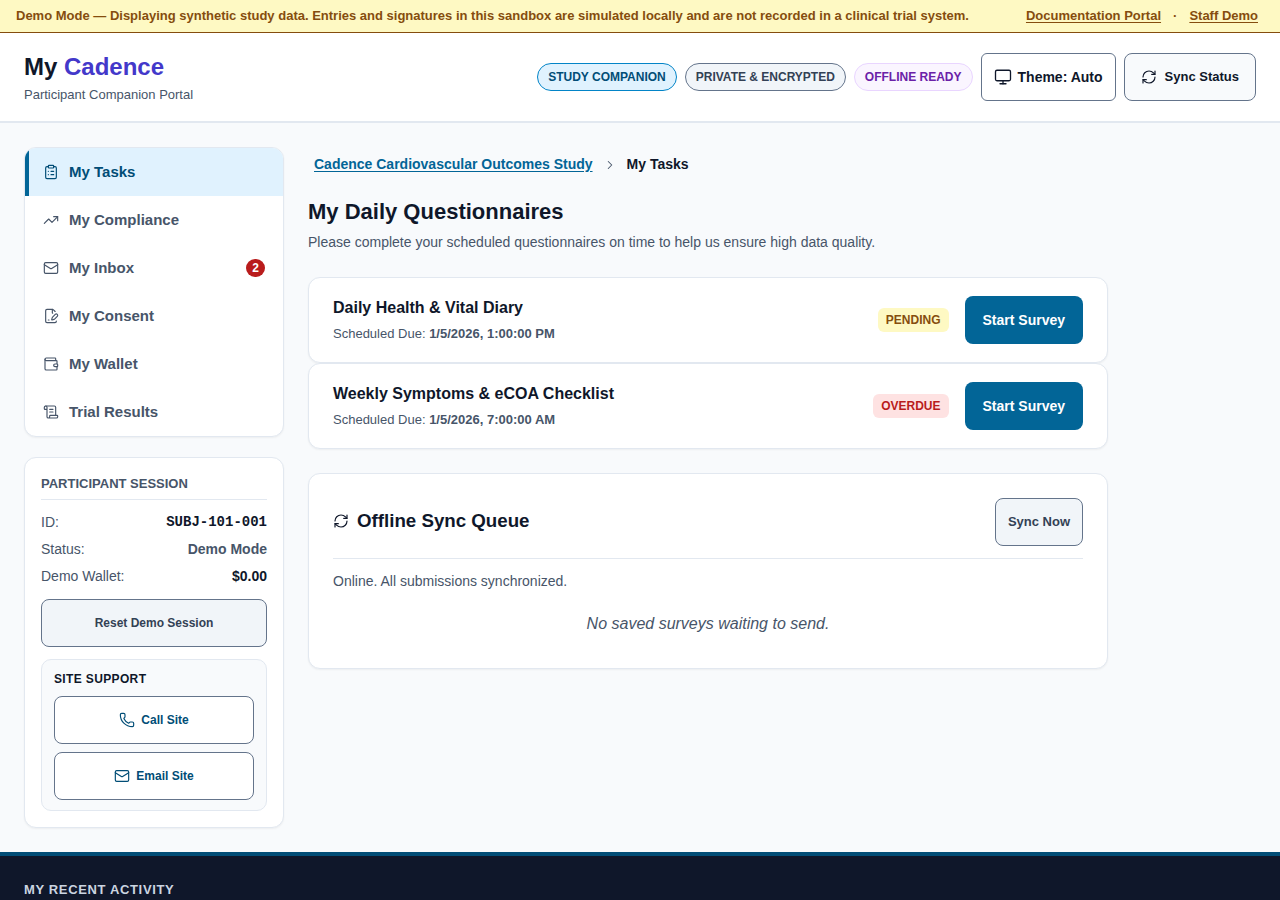 Demo Mode — Displaying synthetic study data. Entries and signatures in this sandbox are simulated locally and are not recorded in a clinical trial system.
Documentation Portal · Staff Demo
My Cadence
Participant Companion Portal
STUDY COMPANION
PRIVATE & ENCRYPTED
OFFLINE READY
Theme: Auto
Sync Status
My Tasks
My Compliance
My Inbox
2
My Consent
My Wallet
Trial Results
PARTICIPANT SESSION
ID: SUBJ-101-001
Status: Demo Mode
Demo Wallet: $0.00
Reset Demo Session
SITE SUPPORT
Call Site
Email Site
Cadence Cardiovascular Outcomes Study
My Tasks
My Daily Questionnaires
Please complete your scheduled questionnaires on time to help us ensure high data quality.
Daily Health & Vital Diary
Scheduled Due: 1/5/2026, 1:00:00 PM
PENDING
Start Survey
Weekly Symptoms & eCOA Checklist
Scheduled Due: 1/5/2026, 7:00:00 AM
OVERDUE
Start Survey
Offline Sync Queue
Sync Now
Online. All submissions synchronized.
No saved surveys waiting to send.
MY RECENT ACTIVITY